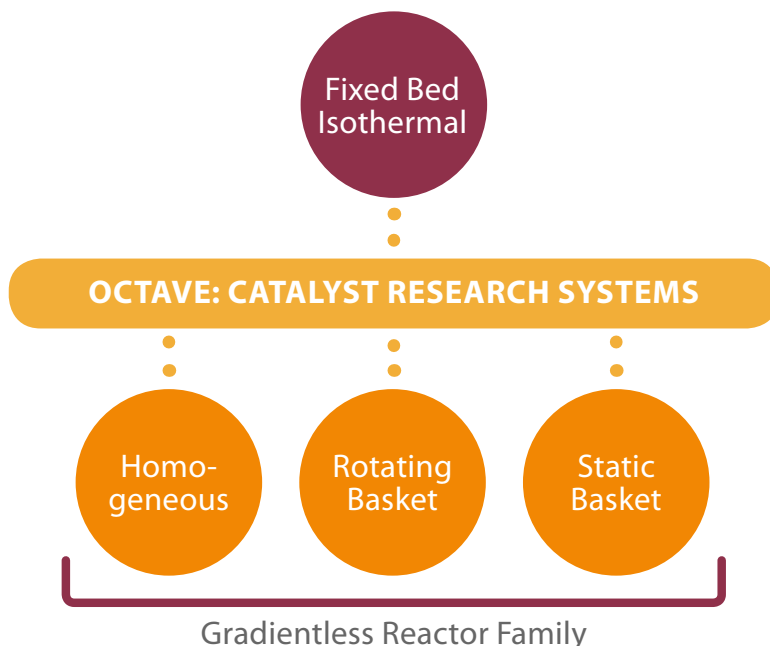 Fixed Bed
Isothermal
OCTAVE: CATALYST RESEARCH SYSTEMS
Homo-
geneous
Rotating
Basket
Static
Basket
Gradientless Reactor Family